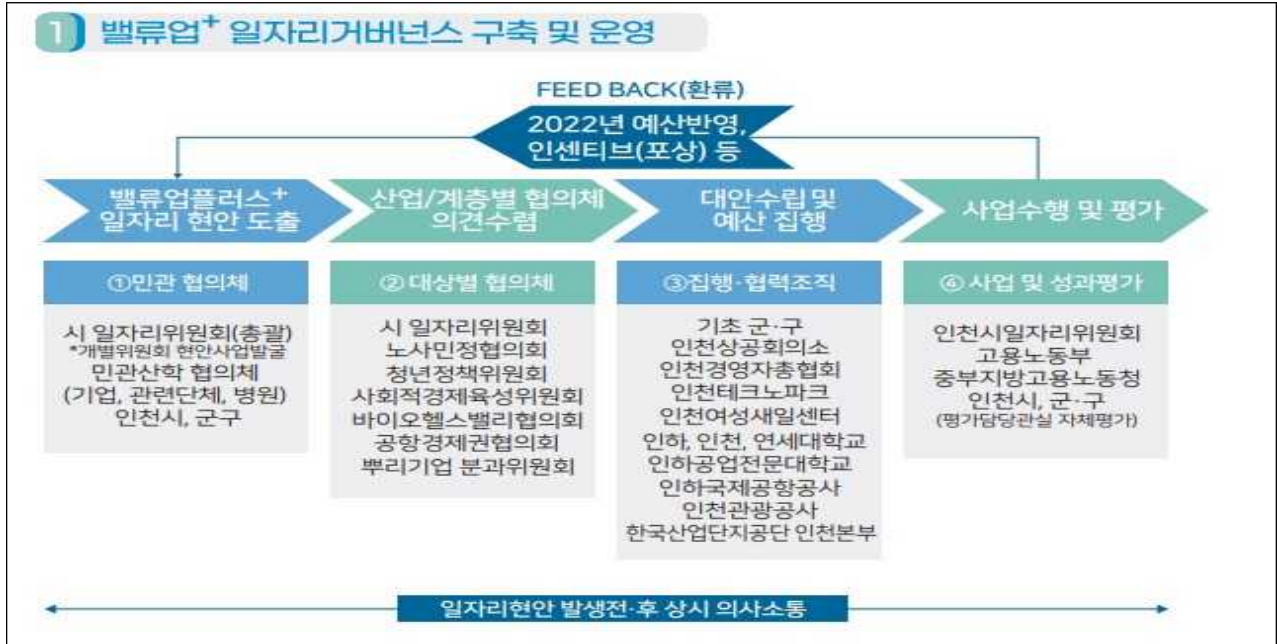 1 밸류업+ 일자리거버넌스 구축 및 운영
FEED BACK(환류)
2022년 예산반영,
인센티브(포상) 등
밸류업플러스+
일자리 현안 도출
산업/계층별 협의체
의견수렴
대안수립 및
예산 집행
사업수행 및 평가
①민관 협의체
시 일자리위원회(총괄)
*개별위원회 현안사업발굴
민관산학 협의체
(기업, 관련단체, 병원)
인천시, 군구
② 대상별 협의체
시 일자리위원회
노사민정협의회
청년정책위원회
사회적경제육성위원회
바이오헬스밸리협의회
공항경제권협의회
뿌리기업 분과위원회
③집행·협력조직
기초 군·구
인천상공회의소
인천경영자총협회
인천테크노파크
인천여성새일센터
인하, 인천, 연세대학교
인하공업전문대학교
인하국제공항공사
인천관광공사
한국산업단지공단 인천본부
④ 사업 및 성과평가
인천시일자리위원회
고용노동부
중부지방고용노동청
인천시, 군·구
(평가담당관실 자체평가)
일자리현안 발생전·후 상시 의사소통